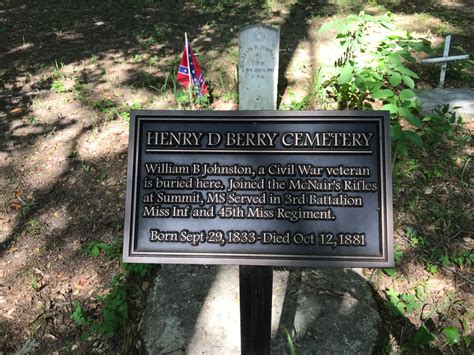 HENRY D BERRY CEMETERY
William B Johnston, a Civil War veteran
is buried here. Joined the McNair's Rifles
at Summit, MS Served in 3rd Battalion
Miss Inf and 45th Miss Regiment.
Born Sept 29, 1833-Died Oct 12, 1881